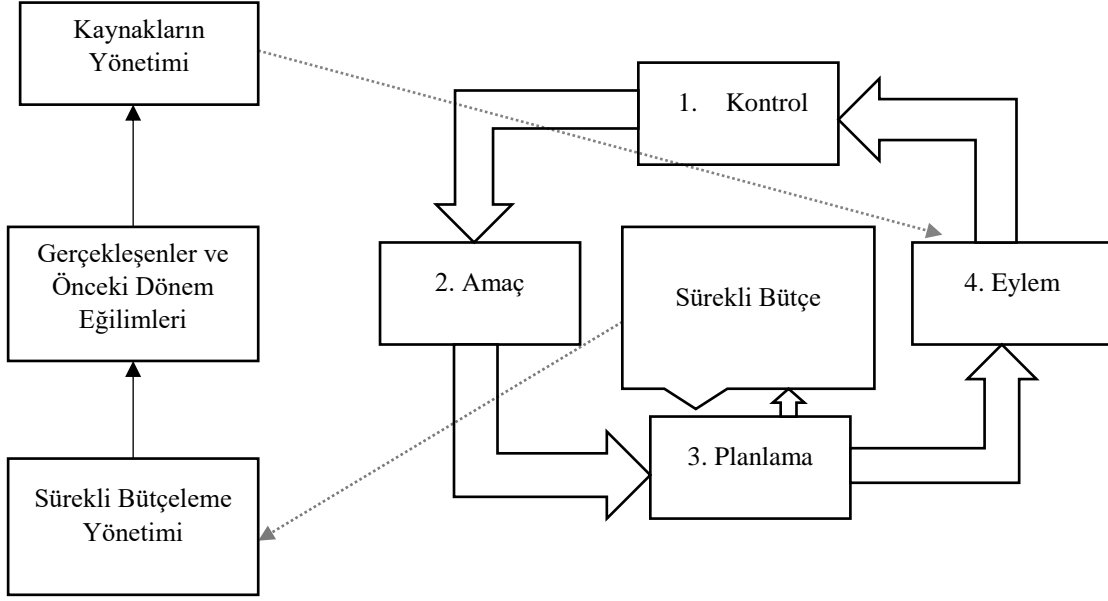 Kaynakların
Yönetimi
1. Kontrol
Gerçekleşenler ve
Önceki Dönem
Eğilimleri
2. Amaç
Sürekli Bütçe
4. Eylem
3. Planlama
Sürekli Bütçeleme
Yönetimi